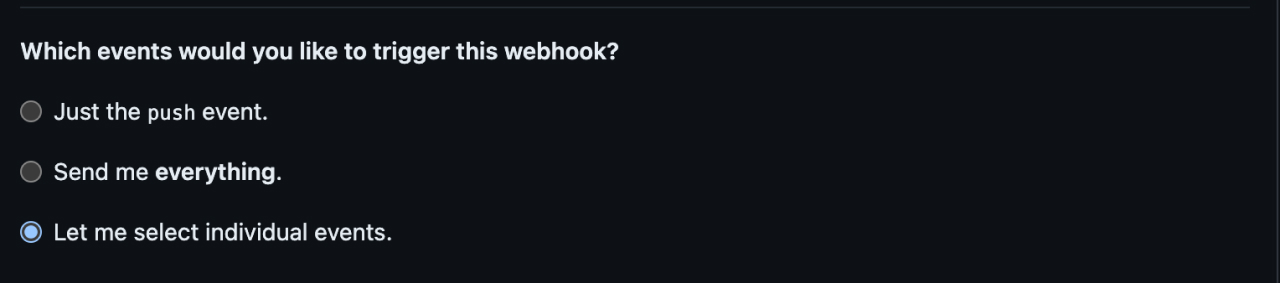 Which events would you like to trigger this webhook?
Just the push event.
Send me everything.
Let me select individual events.